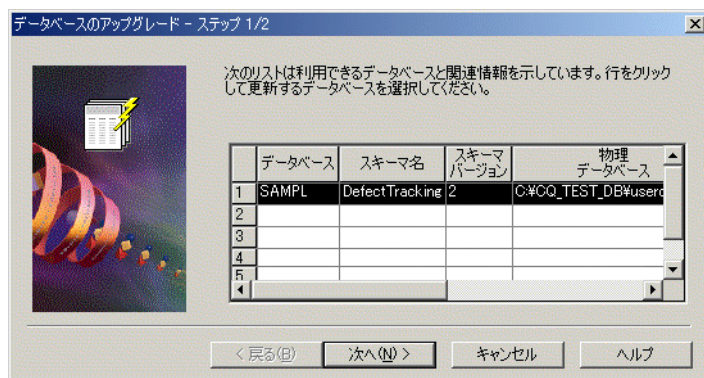 データベースのアップグレード - ステップ 1/2
次のリストは利用できるデータベースと関連情報を示しています。行をクリック
して更新するデータベースを選択してください。
データベース スキーマ名 スキーマ バージョン 物理 データベース
1 SAMPL DefectTracking 2 C:¥CQ_TEST_DB¥userc
2
3
4
5
< 戻る(B) 次へ(N) > キャンセル ヘルプ